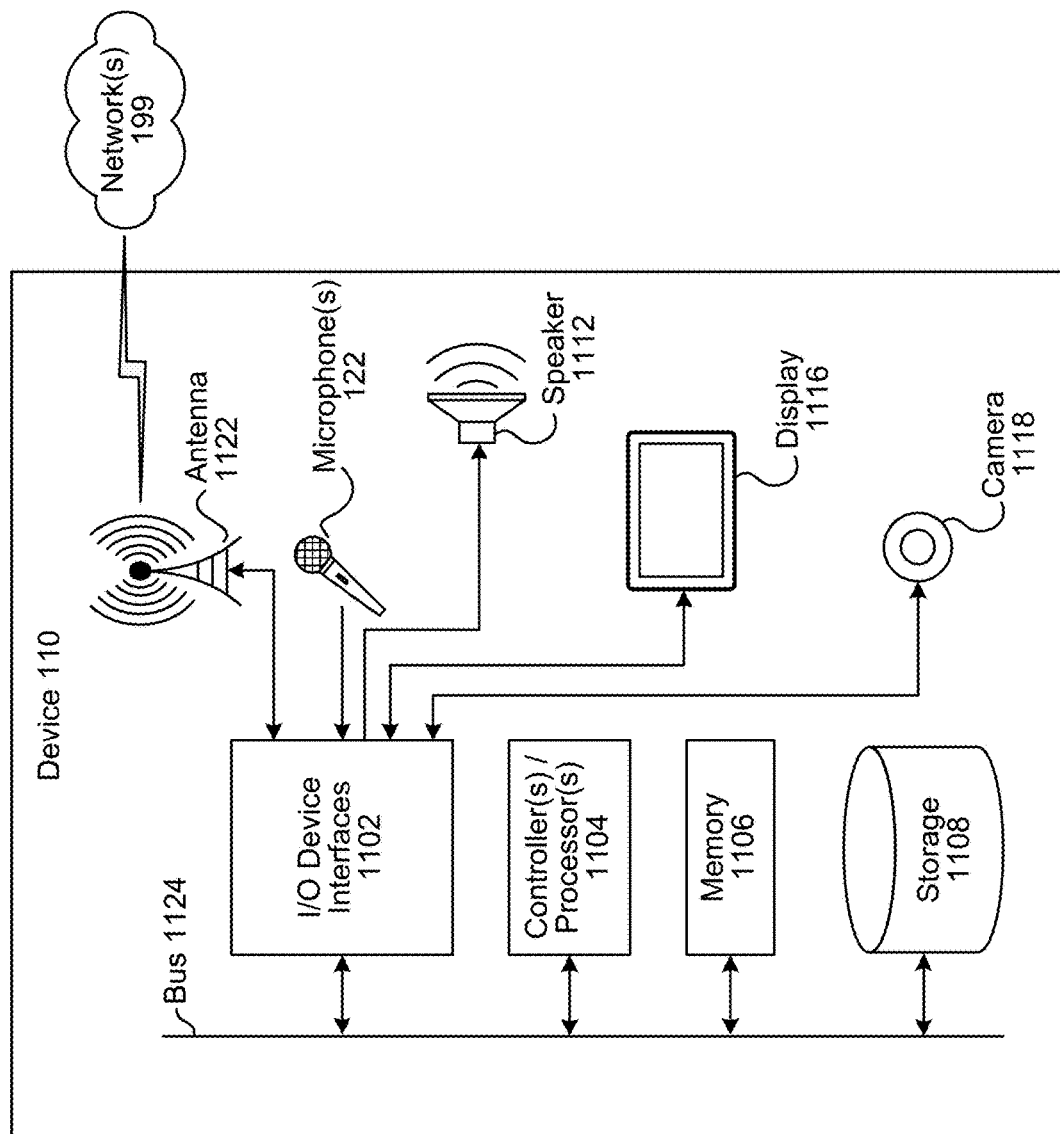 Device 110
Network(s)
199
Antenna
1122
Microphone(s)
122
Speaker
1112
Display
1116
Camera
1118
Bus 1124
I/O Device
Interfaces
1102
Controller(s) /
Processor(s)
1104
Memory
1106
Storage
1108